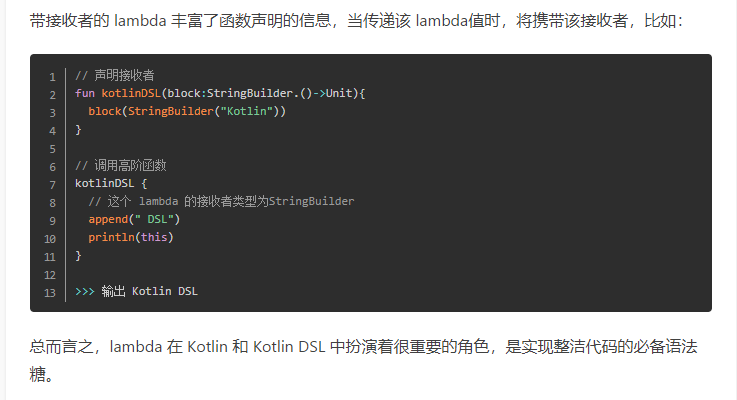 带接收者的 lambda 丰富了函数声明的信息，当传递该 lambda值时，将携带该接收者，比如：
1 // 声明接收者
2 fun kotlinDSL(block:StringBuilder.()->Unit){
3   block(StringBuilder("Kotlin"))
4 }
5
6 // 调用高阶函数
7 kotlinDSL {
8   // 这个 lambda 的接收者类型为StringBuilder
9   append(" DSL")
10   println(this)
11 }
12
13 >>> 输出 Kotlin DSL
总而言之，lambda 在 Kotlin 和 Kotlin DSL 中扮演着很重要的角色，是实现整洁代码的必备语法
糖。